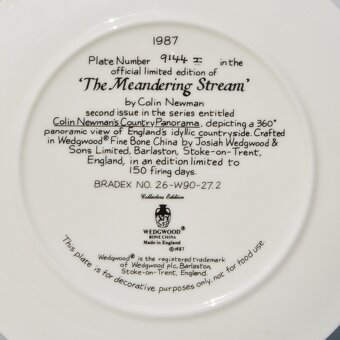 1987
Plate Number 9144 I in the
official limited edition of
'The Meandering Stream'
by Colin Newman
second issue in the series entitled
Colin Newman's Country Panorama, depicting a 360°
panoramic view of England's idyllic countryside. Crafted
in Wedgwood® Fine Bone China by Josiah Wedgwood &
Sons Limited, Barlaston, Stoke-on-Trent,
England, in an edition limited to
150 firing days.
BRADEX NO. 26-W90-27.2
Collectors Edition
WEDGWOOD
BONE CHINA
Made in England
©1987
Wedgwood® is the registered trademark
of Wedgwood plc. Barlaston,
Stoke-on-Trent, England.
This plate is for decorative purposes only, not for food use.